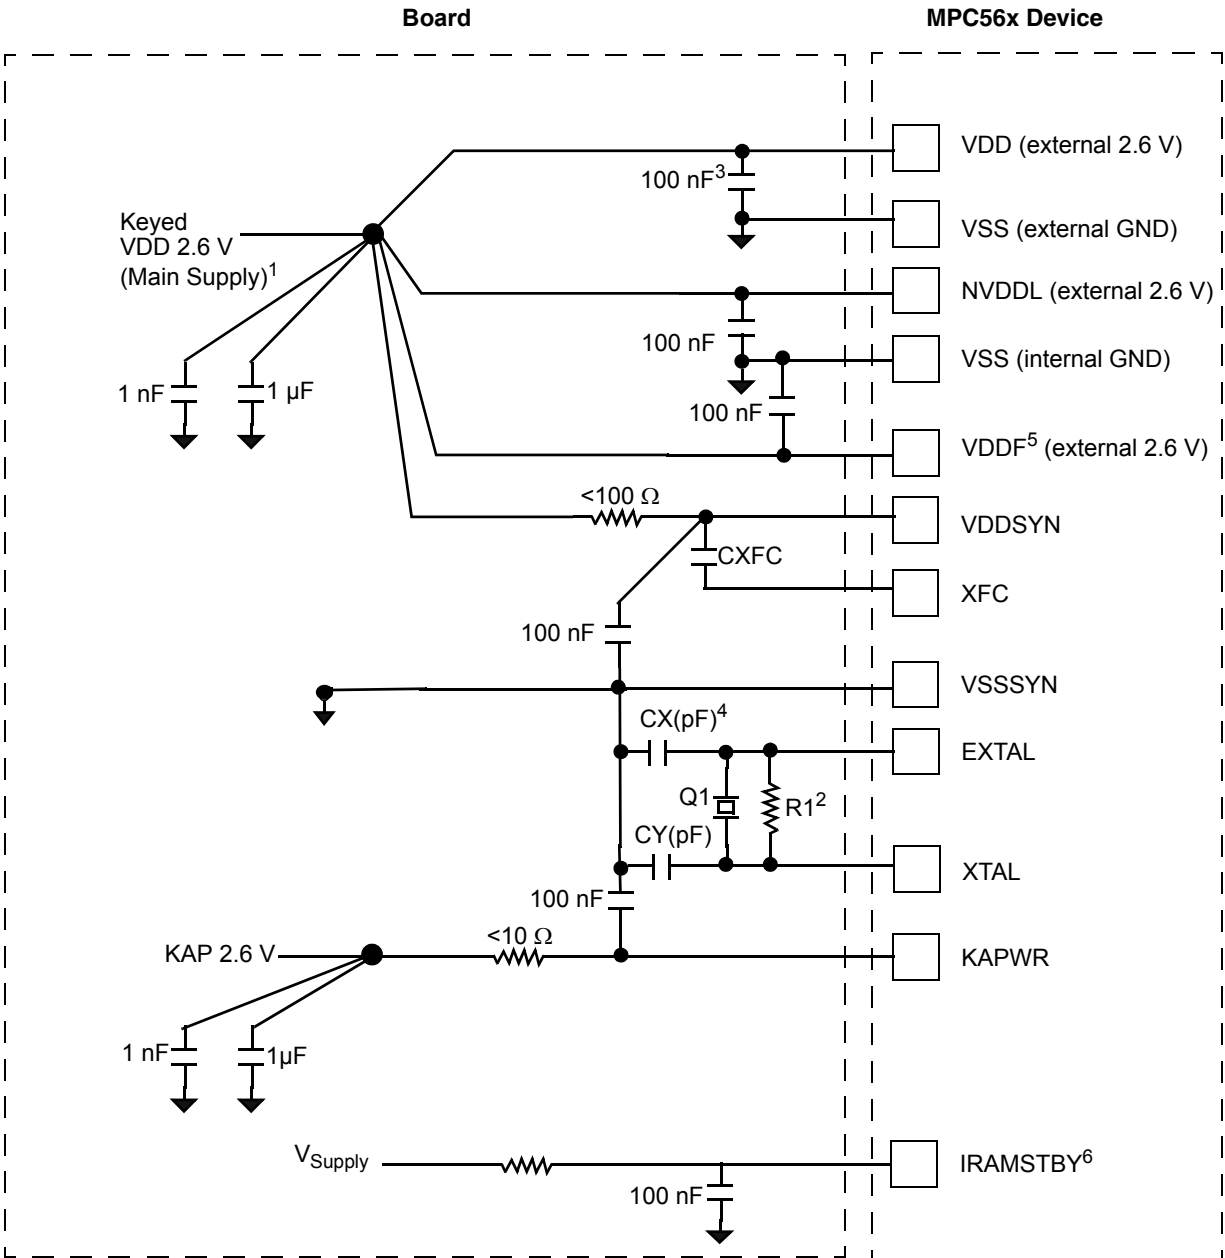 Board
MPC56x Device
VDD (external 2.6 V)
100 nF3
Keyed
VDD 2.6 V
(Main Supply)1
VSS (external GND)
NVDDL (external 2.6 V)
100 nF
VSS (internal GND)
1 nF
1 µF
100 nF
VDDF5 (external 2.6 V)
<100 Ω
VDDSYN
CXFC
XFC
100 nF
VSSSYN
CX(pF)4
EXTAL
Q1
R12
CY(pF)
XTAL
100 nF
<10 Ω
KAP 2.6 V
KAPWR
1 nF
1µF
VSupply
IRAMSTBY6
100 nF